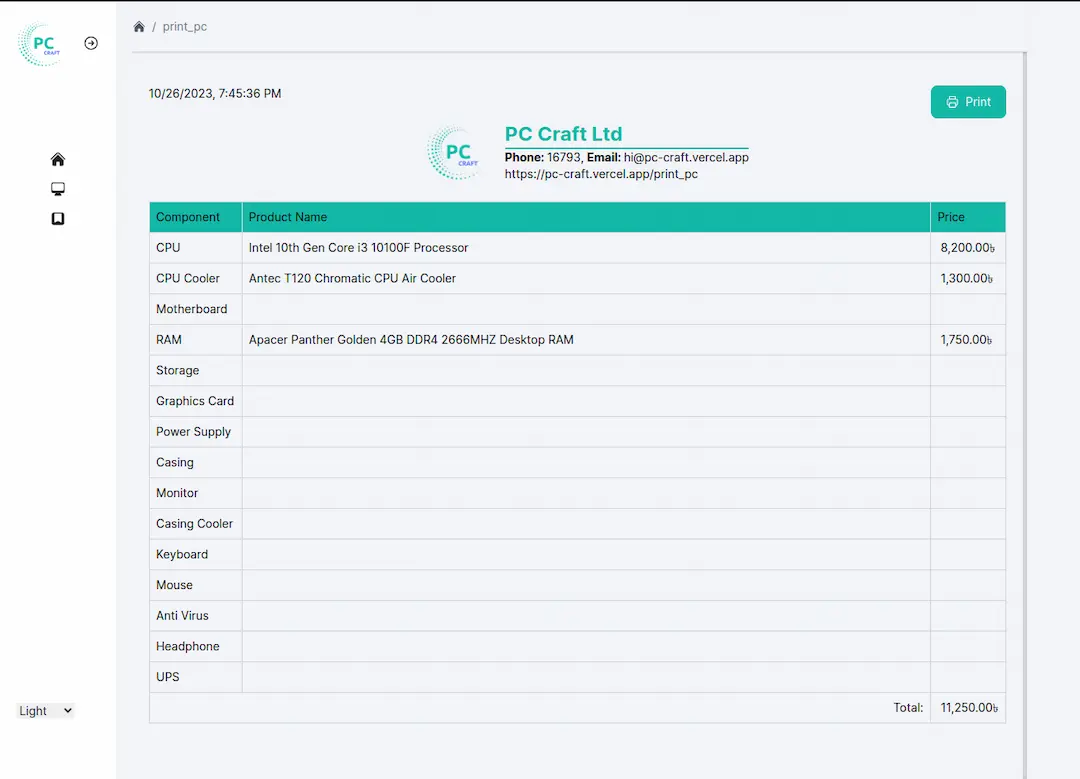 PC
CRAFT
/ print_pc
10/26/2023, 7:45:36 PM
Print
PC
CRAFT
PC Craft Ltd
Phone: 16793, Email: hi@pc-craft.vercel.app
https://pc-craft.vercel.app/print_pc
Component Product Name Price
CPU Intel 10th Gen Core i3 10100F Processor 8,200.00৳
CPU Cooler Antec T120 Chromatic CPU Air Cooler 1,300.00৳
Motherboard
RAM Apacer Panther Golden 4GB DDR4 2666MHZ Desktop RAM 1,750.00৳
Storage
Graphics Card
Power Supply
Casing
Monitor
Casing Cooler
Keyboard
Mouse
Anti Virus
Headphone
UPS
Total: 11,250.00৳
Light